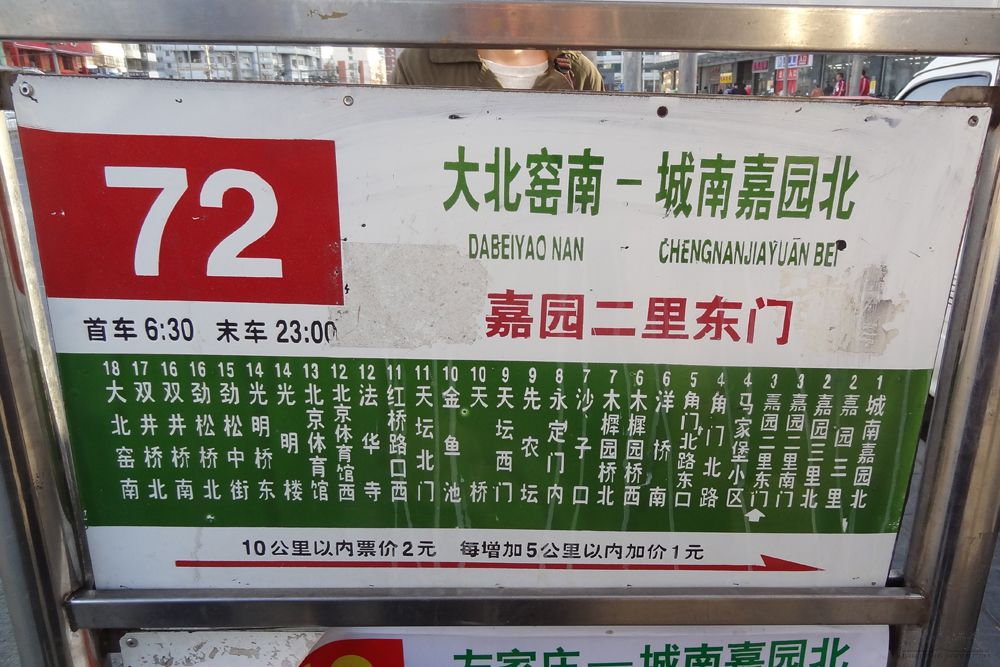 72
大北窑南 — 城南嘉园北
DABEIYAO NAN CHENGNANJIAYUAN BEI
嘉园二里东门
首车 6:30 末车 23:00
18 大北窑南
17 双井桥北
16 双井桥南
16 劲松桥北
15 劲松中街
14 光明桥东
14 光明楼
13 北京体育馆
12 北京体育馆西
12 法华寺
11 红桥路口西
11 天坛北门
10 金鱼池
10 天桥
9 天坛西门
9 先农坛
8 永定门内
7 沙子口
7 木樨园桥北
6 木樨园桥西
6 洋桥南
5 角门北路东口
4 角门北路
4 马家堡小区
3 嘉园二里东门
3 嘉园二里南门
2 嘉园三里北
2 嘉园三里
1 城南嘉园北
10公里以内票价2元 每增加5公里以内加价1元
方家庄—城南嘉园北